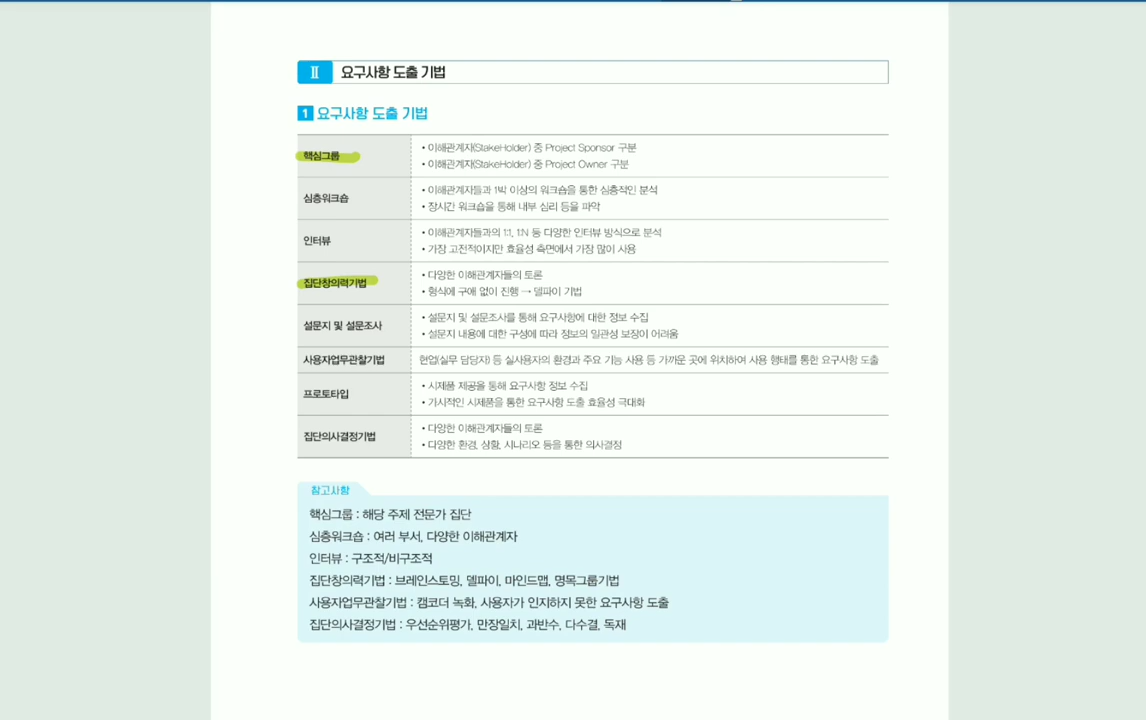 Ⅱ 요구사항 도출 기법
1 요구사항 도출 기법
핵심그룹
• 이해관계자(StakeHolder) 중 Project Sponsor 구분
• 이해관계자(StakeHolder) 중 Project Owner 구분
심층워크숍
• 이해관계자들과 1박 이상의 워크숍을 통한 심층적인 분석
• 장시간 워크숍을 통해 내부 심리 등을 파악
인터뷰
• 이해관계자들과의 1:1, 1:N 등 다양한 인터뷰 방식으로 분석
• 가장 고전적이지만 효율성 측면에서 가장 많이 사용
집단창의력기법
• 다양한 이해관계자들의 토론
• 형식에 구애 없이 진행 → 델파이 기법
설문지 및 설문조사
• 설문지 및 설문조사를 통해 요구사항에 대한 정보 수집
• 설문지 내용에 대한 구성에 따라 정보의 일관성 보장이 어려움
사용자업무관찰기법
현업(실무 담당자) 등 실사용자의 환경과 주요 기능 사용 등 가까운 곳에 위치하여 사용 행태를 통한 요구사항 도출
프로토타입
• 시제품 제공을 통해 요구사항 정보 수집
• 가시적인 시제품을 통한 요구사항 도출 효율성 극대화
집단의사결정기법
• 다양한 이해관계자들의 토론
• 다양한 환경, 상황, 시나리오 등을 통한 의사결정
참고사항
핵심그룹 : 해당 주제 전문가 집단
심층워크숍 : 여러 부서, 다양한 이해관계자
인터뷰 : 구조적/비구조적
집단창의력기법 : 브레인스토밍, 델파이, 마인드맵, 명목그룹기법
사용자업무관찰기법 : 캠코더 녹화, 사용자가 인지하지 못한 요구사항 도출
집단의사결정기법 : 우선순위평가, 만장일치, 과반수, 다수결, 독재